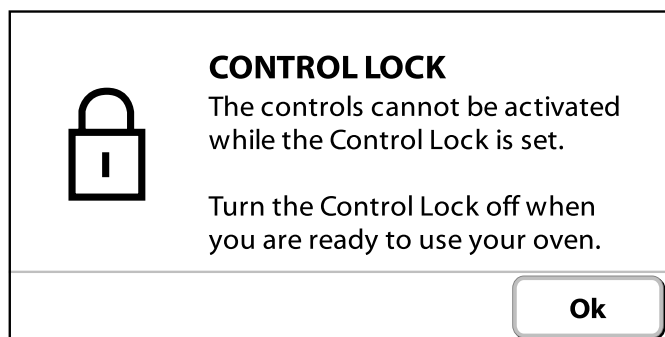 CONTROL LOCK
The controls cannot be activated
while the Control Lock is set.
Turn the Control Lock off when
you are ready to use your oven.
Ok